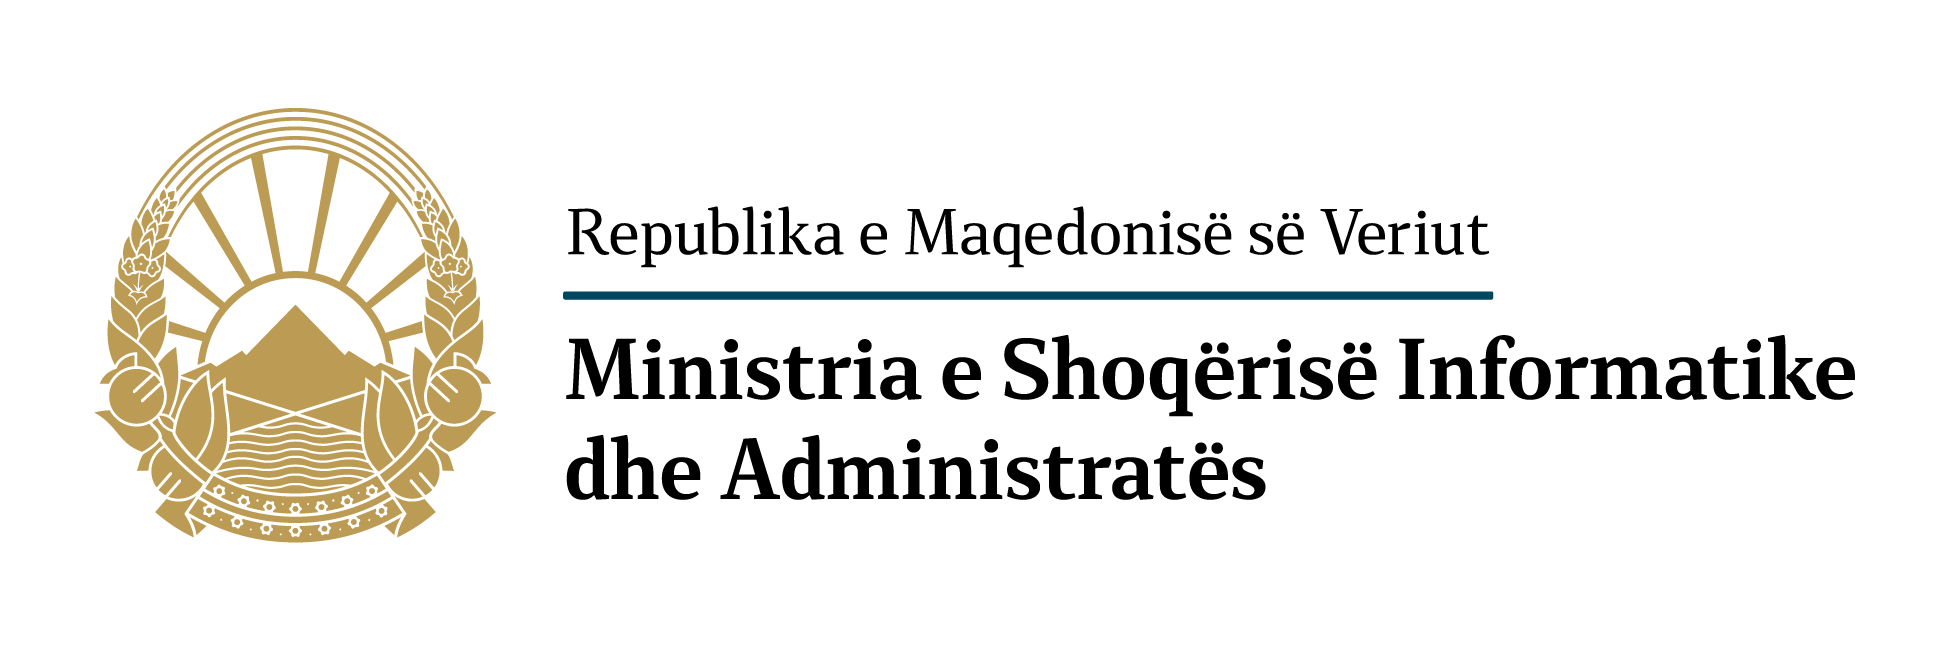 Republika e Maqedonisë së Veriut
Ministria e Shoqërisë Informatike
dhe Administratës